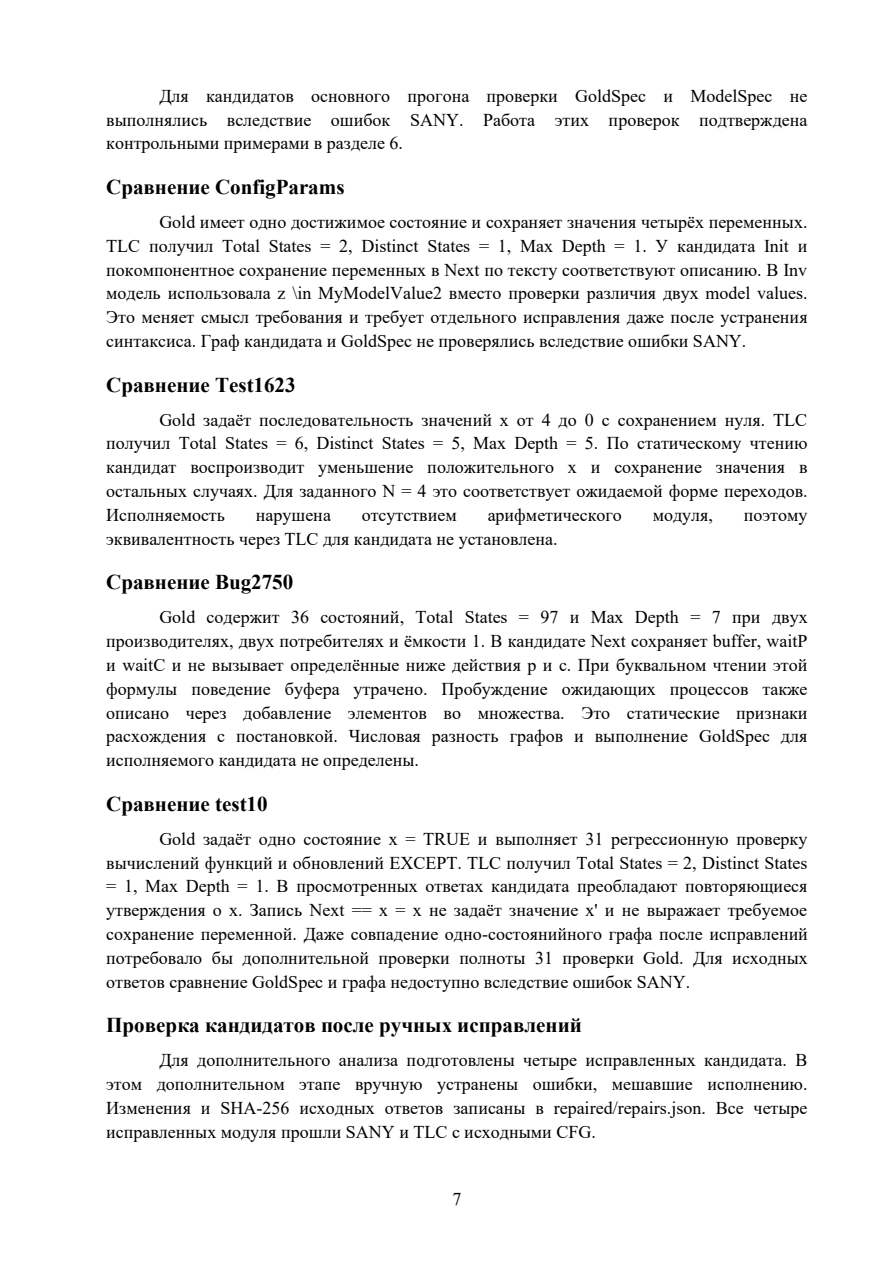 Для кандидатов основного прогона проверки GoldSpec и ModelSpec не
выполнялись вследствие ошибок SANY. Работа этих проверок подтверждена
контрольными примерами в разделе 6.
Сравнение ConfigParams
Gold имеет одно достижимое состояние и сохраняет значения четырёх переменных.
TLC получил Total States = 2, Distinct States = 1, Max Depth = 1. У кандидата Init и
покомпонентное сохранение переменных в Next по тексту соответствуют описанию. В Inv
модель использовала z \in MyModelValue2 вместо проверки различия двух model values.
Это меняет смысл требования и требует отдельного исправления даже после устранения
синтаксиса. Граф кандидата и GoldSpec не проверялись вследствие ошибки SANY.
Сравнение Test1623
Gold задаёт последовательность значений x от 4 до 0 с сохранением нуля. TLC
получил Total States = 6, Distinct States = 5, Max Depth = 5. По статическому чтению
кандидат воспроизводит уменьшение положительного x и сохранение значения в
остальных случаях. Для заданного N = 4 это соответствует ожидаемой форме переходов.
Исполняемость нарушена отсутствием арифметического модуля, поэтому
эквивалентность через TLC для кандидата не установлена.
Сравнение Bug2750
Gold содержит 36 состояний, Total States = 97 и Max Depth = 7 при двух
производителях, двух потребителях и ёмкости 1. В кандидате Next сохраняет buffer, waitP
и waitC и не вызывает определённые ниже действия p и c. При буквальном чтении этой
формулы поведение буфера утрачено. Пробуждение ожидающих процессов также
описано через добавление элементов во множества. Это статические признаки
расхождения с постановкой. Числовая разность графов и выполнение GoldSpec для
исполняемого кандидата не определены.
Сравнение test10
Gold задаёт одно состояние x = TRUE и выполняет 31 регрессионную проверку
вычислений функций и обновлений EXCEPT. TLC получил Total States = 2, Distinct States
= 1, Max Depth = 1. В просмотренных ответах кандидата преобладают повторяющиеся
утверждения о x. Запись Next == x = x не задаёт значение x' и не выражает требуемое
сохранение переменной. Даже совпадение одно-состоянийного графа после исправлений
потребовало бы дополнительной проверки полноты 31 проверки Gold. Для исходных
ответов сравнение GoldSpec и графа недоступно вследствие ошибок SANY.
Проверка кандидатов после ручных исправлений
Для дополнительного анализа подготовлены четыре исправленных кандидата. В
этом дополнительном этапе вручную устранены ошибки, мешавшие исполнению.
Изменения и SHA-256 исходных ответов записаны в repaired/repairs.json. Все четыре
исправленных модуля прошли SANY и TLC с исходными CFG.
7